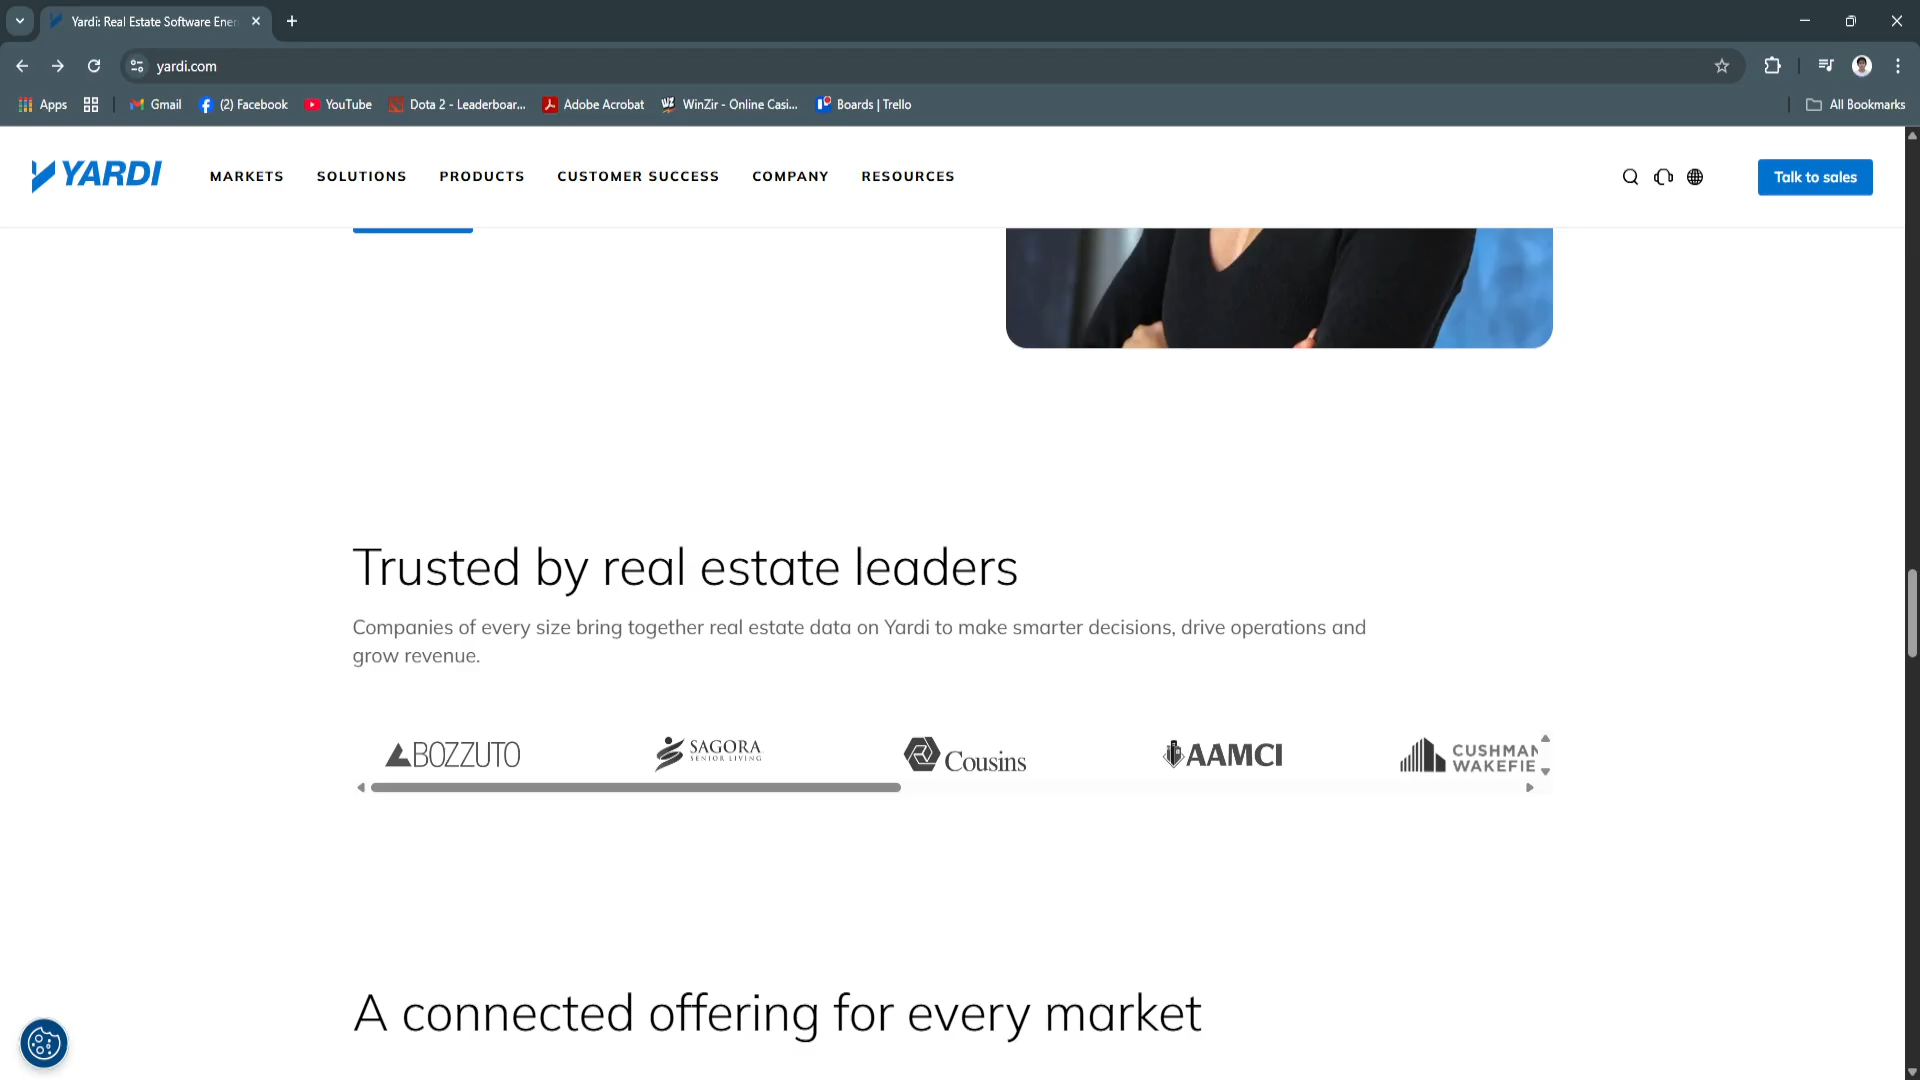 Yardi: Real Estate Software Ener
yardi.com
Apps
Gmail
(2) Facebook
YouTube
Dota 2 - Leaderboar...
Adobe Acrobat
WinZir - Online Casi...
Boards | Trello
All Bookmarks
YARDI
MARKETS
SOLUTIONS
PRODUCTS
CUSTOMER SUCCESS
COMPANY
RESOURCES
Talk to sales
Trusted by real estate leaders
Companies of every size bring together real estate data on Yardi to make smarter decisions, drive operations and
grow revenue.
BOZZUTO
SAGORA
SENIOR LIVING
Cousins
AAMCI
CUSHMAN
WAKEFIE
A connected offering for every market